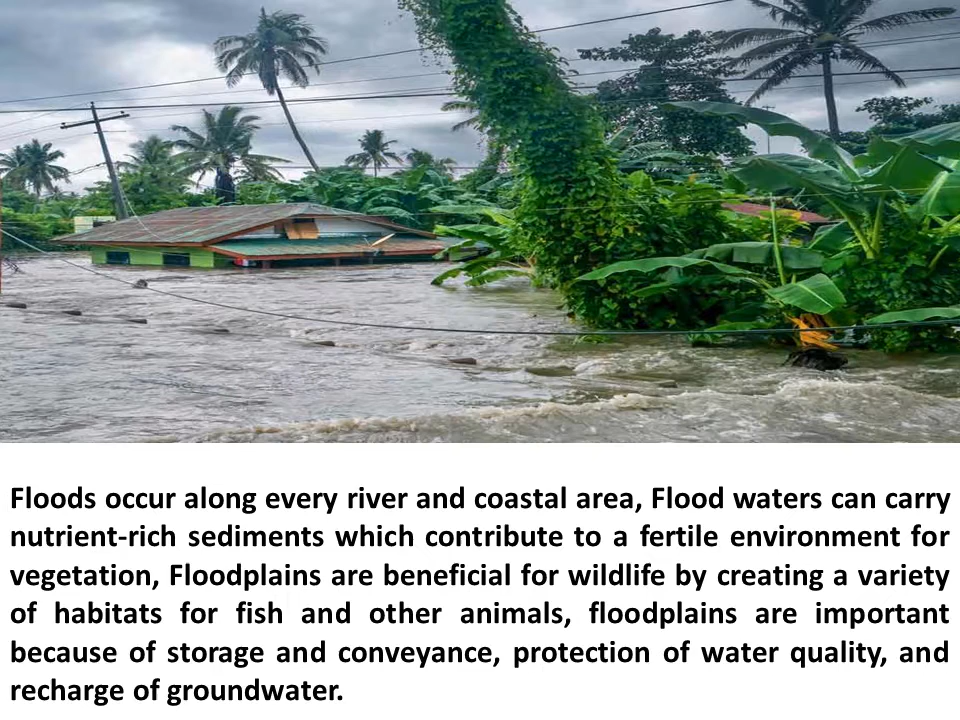 Floods occur along every river and coastal area, Flood waters can carry
nutrient-rich sediments which contribute to a fertile environment for
vegetation, Floodplains are beneficial for wildlife by creating a variety
of habitats for fish and other animals, floodplains are important
because of storage and conveyance, protection of water quality, and
recharge of groundwater.